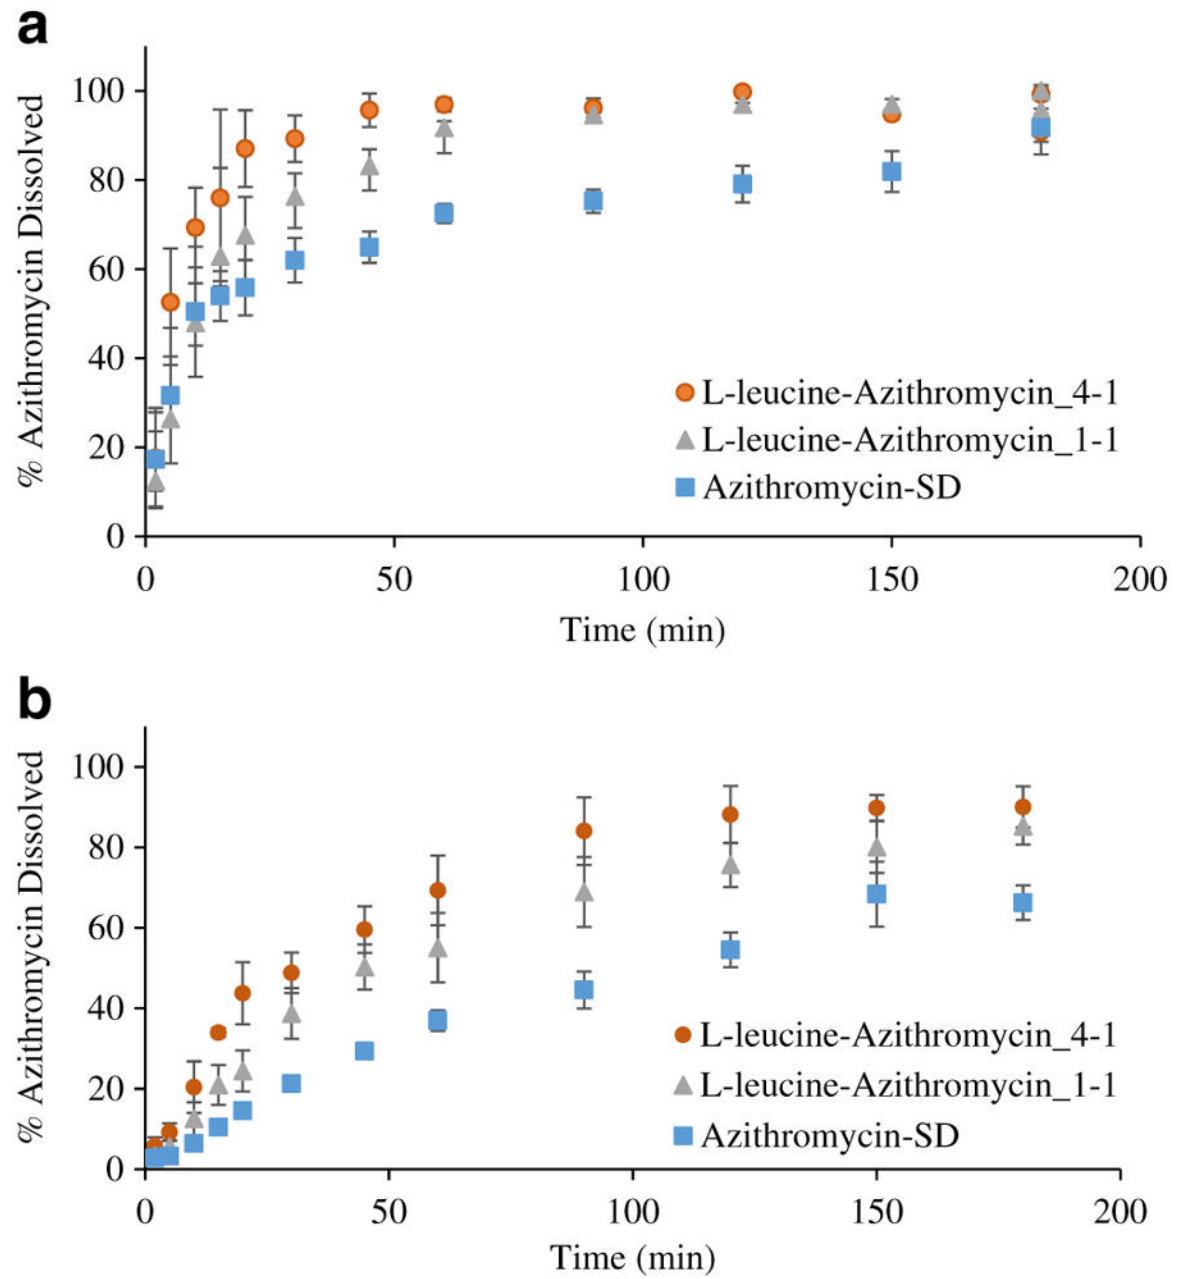 a
% Azithromycin Dissolved
100
80
60
40
20
0
L-leucine-Azithromycin_4-1
L-leucine-Azithromycin_1-1
Azithromycin-SD
0 50 100 150 200
Time (min)
b
% Azithromycin Dissolved
100
80
60
40
20
0
L-leucine-Azithromycin_4-1
L-leucine-Azithromycin_1-1
Azithromycin-SD
0 50 100 150 200
Time (min)